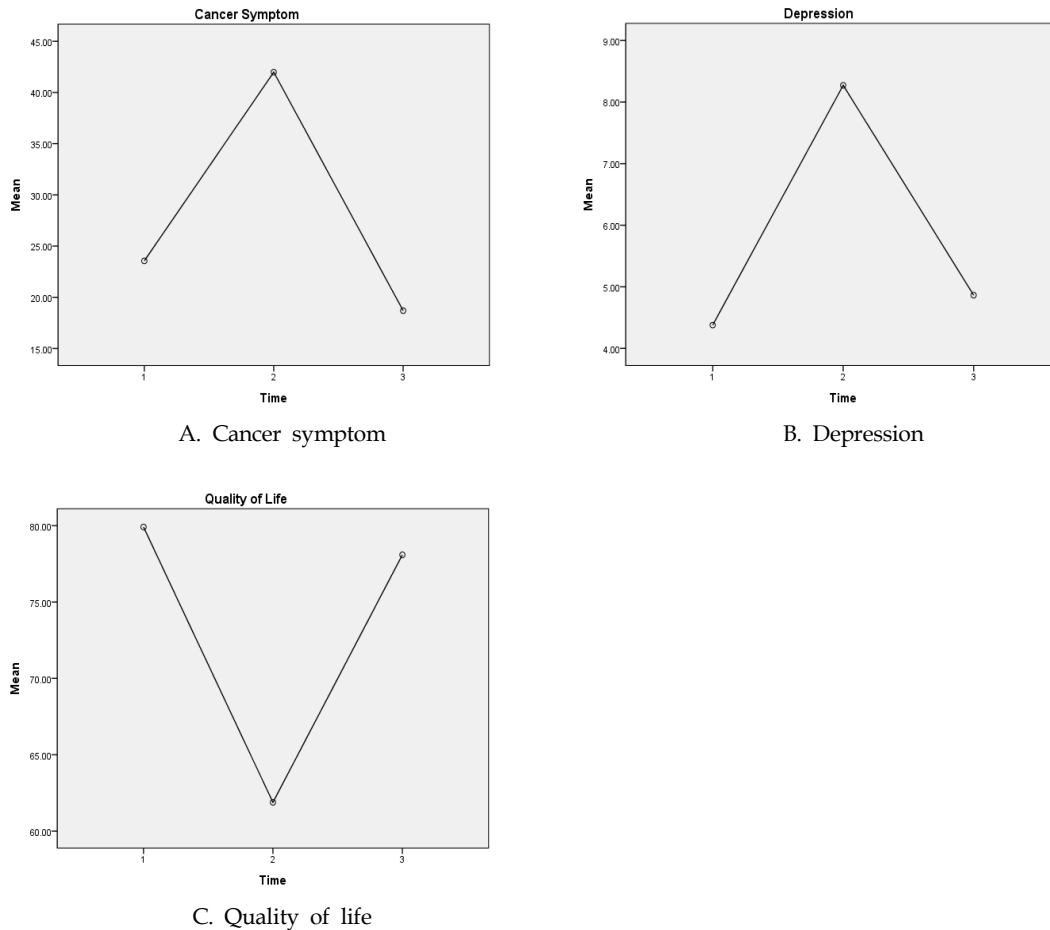 Cancer Symptom
45.00
40.00
35.00
30.00
25.00
20.00
15.00
Mean
1 2 3
Time
A. Cancer symptom
Depression
9.00
8.00
7.00
6.00
5.00
4.00
Mean
1 2 3
Time
B. Depression
Quality of Life
80.00
75.00
70.00
65.00
60.00
Mean
1 2 3
Time
C. Quality of life